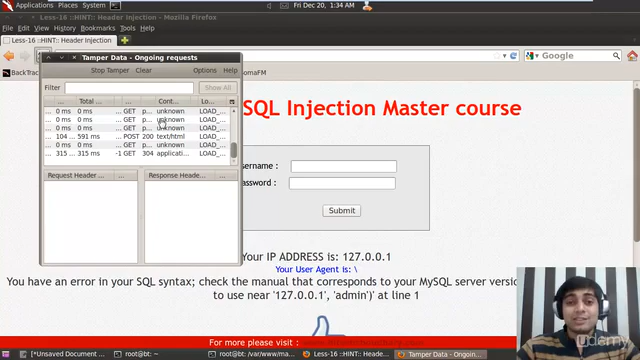 Applications Places System
Fri Dec 20, 1:34 AM
Less-16 ::HINT:: Header Injection - Mozilla Firefox
File Edit View History Bookmarks Tools Help
Less-16 ::HINT:: Header Injection
Google
BackTrac
SomaFM
Tamper Data - Ongoing requests
Stop Tamper Clear Options Help
Filter
Show All
... Total ... ... Cont... Lo...
... 0 ms 0 ms ... GET p... unknown LOAD_...
... 0 ms 0 ms ... GET p... unknown LOAD_...
... 0 ms 0 ms ... GET p... unknown LOAD_...
104 ... 591 ms ... POST 200 text/html LOAD_...
... 0 ms 0 ms ... GET p... unknown LOAD_...
315 ... 315 ms -1 GET 304 applicati... LOAD_...
Request Header ... ...
Response Heade... ...
SQL Injection Master course
sername :
assword :
Submit
Your IP ADDRESS is: 127.0.0.1
Your User Agent is: \
You have an error in your SQL syntax; check the manual that corresponds to your MySQL server versio
to use near '127.0.0.1', 'admin')' at line 1
For more please visit :
Udemy
[*Unsaved Document ... root@bt: ~ root@bt: /var/www/ma... Less-16 ::HINT:: Heade... Tamper Data - Ongoing...